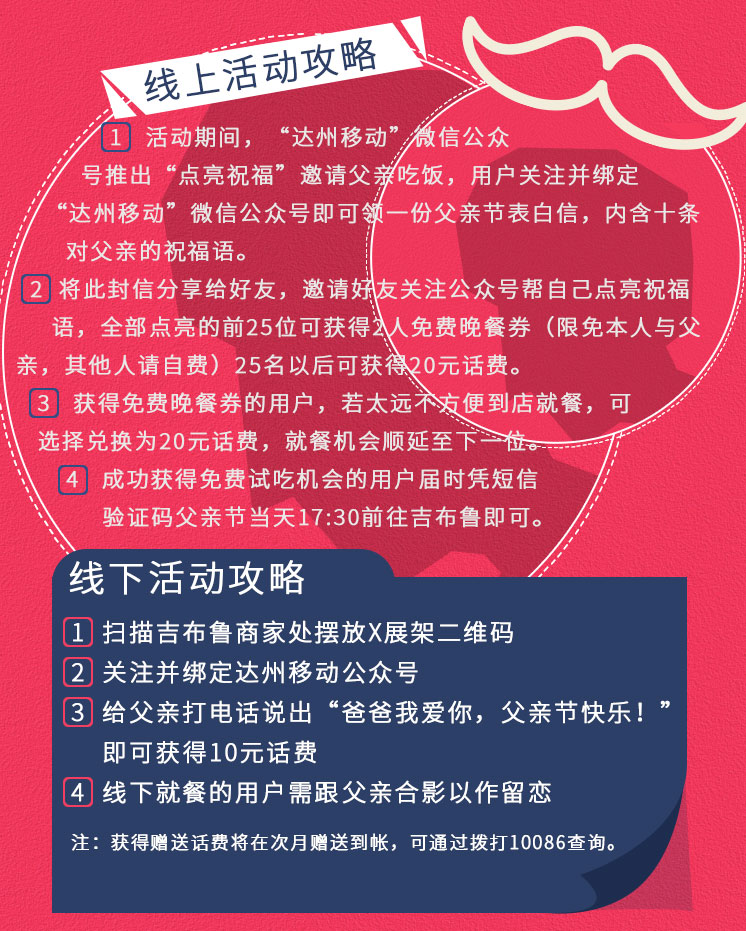 线上活动攻略
1 活动期间，“达州移动”微信公众
号推出“点亮祝福”邀请父亲吃饭，用户关注并绑定
“达州移动”微信公众号即可领一份父亲节表白信，内含十条
对父亲的祝福语。
2 将此封信分享给好友，邀请好友关注公众号帮自己点亮祝福
语，全部点亮的前25位可获得2人免费晚餐券（限免本人与父
亲，其他人请自费）25名以后可获得20元话费。
3 获得免费晚餐券的用户，若太远不方便到店就餐，可
选择兑换为20元话费，就餐机会顺延至下一位。
4 成功获得免费试吃机会的用户届时凭短信
验证码父亲节当天17:30前往吉布鲁即可。
线下活动攻略
1 扫描吉布鲁商家处摆放X展架二维码
2 关注并绑定达州移动公众号
3 给父亲打电话说出“爸爸我爱你，父亲节快乐！”
即可获得10元话费
4 线下就餐的用户需跟父亲合影以作留恋
注：获得赠送话费将在次月赠送到帐，可通过拨打10086查询。